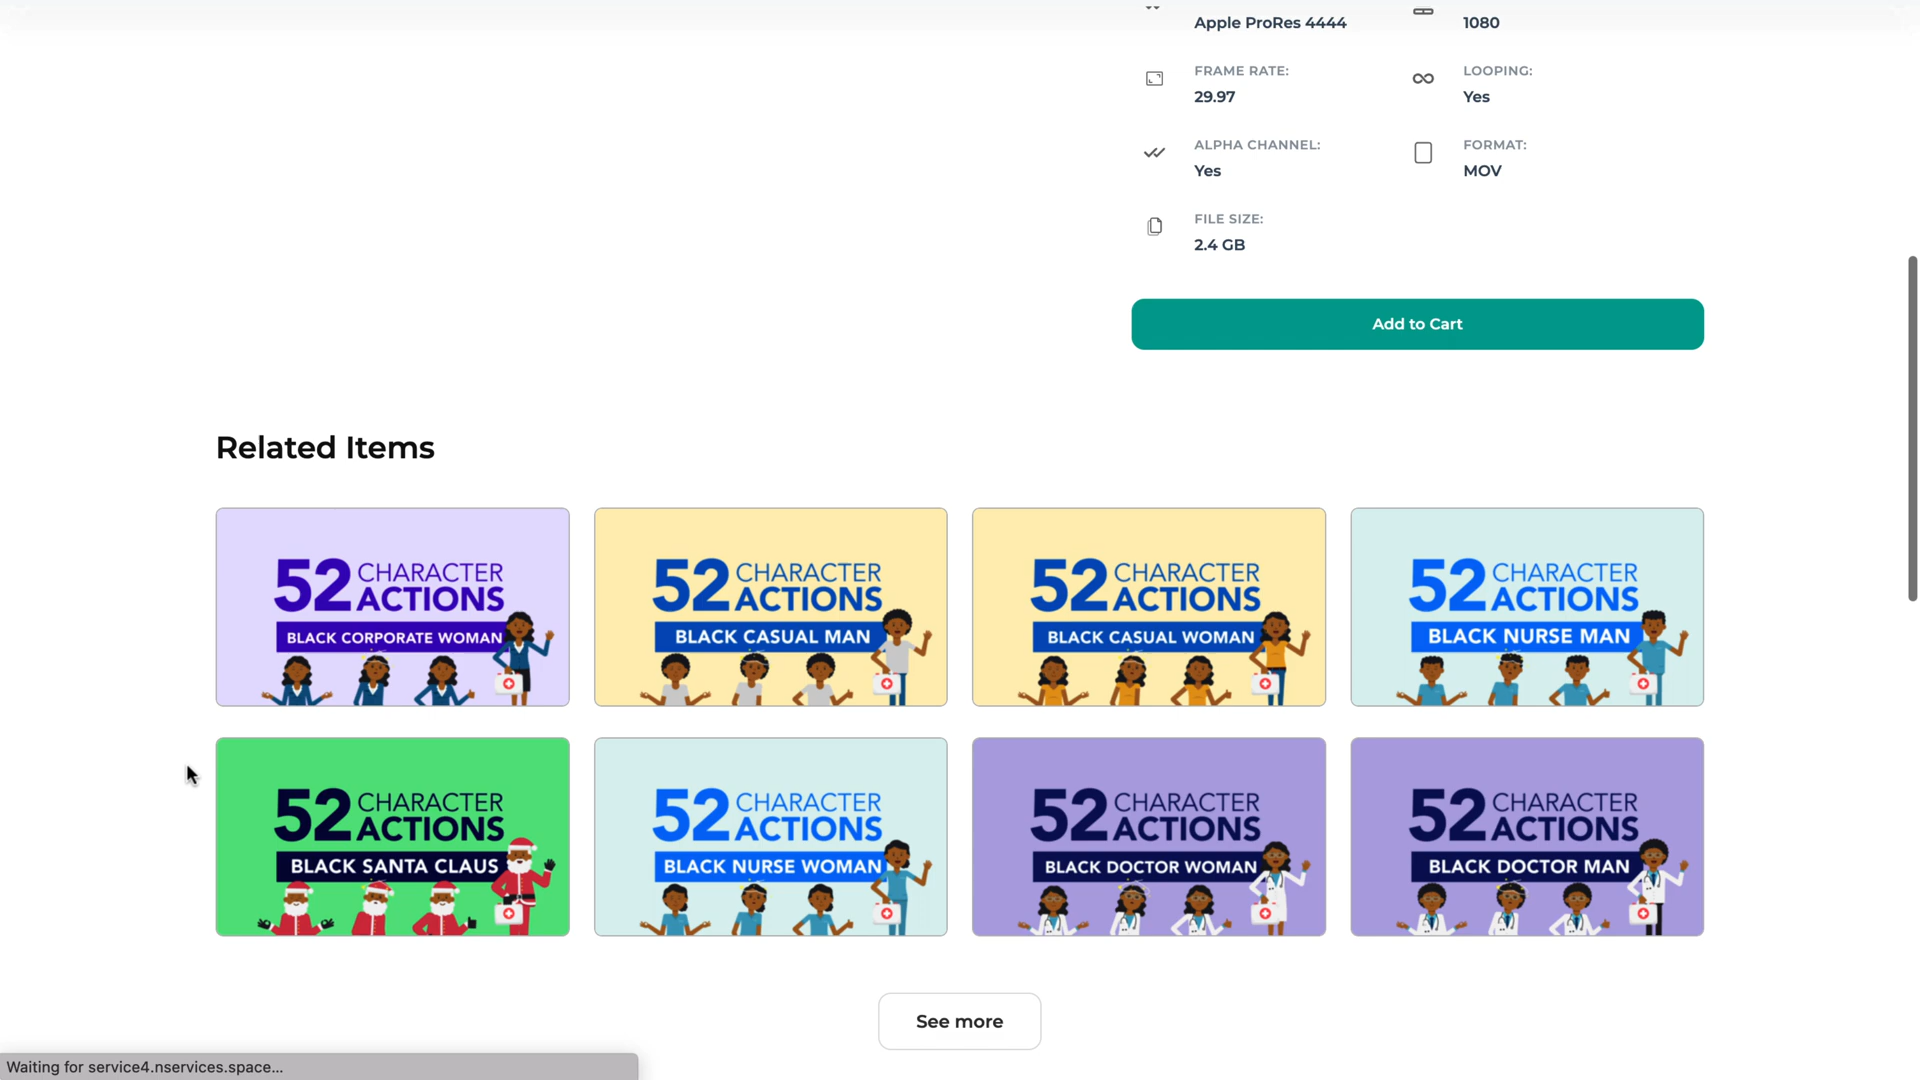 Apple ProRes 4444
1080
FRAME RATE:
29.97
LOOPING:
Yes
ALPHA CHANNEL:
Yes
FORMAT:
MOV
FILE SIZE:
2.4 GB
Add to Cart
Related Items
52 CHARACTER
ACTIONS
BLACK CORPORATE WOMAN
52 CHARACTER
ACTIONS
BLACK CASUAL MAN
52 CHARACTER
ACTIONS
BLACK CASUAL WOMAN
52 CHARACTER
ACTIONS
BLACK NURSE MAN
52 CHARACTER
ACTIONS
BLACK SANTA CLAUS
52 CHARACTER
ACTIONS
BLACK NURSE WOMAN
52 CHARACTER
ACTIONS
BLACK DOCTOR WOMAN
52 CHARACTER
ACTIONS
BLACK DOCTOR MAN
See more
Waiting for service4.nservices.space...